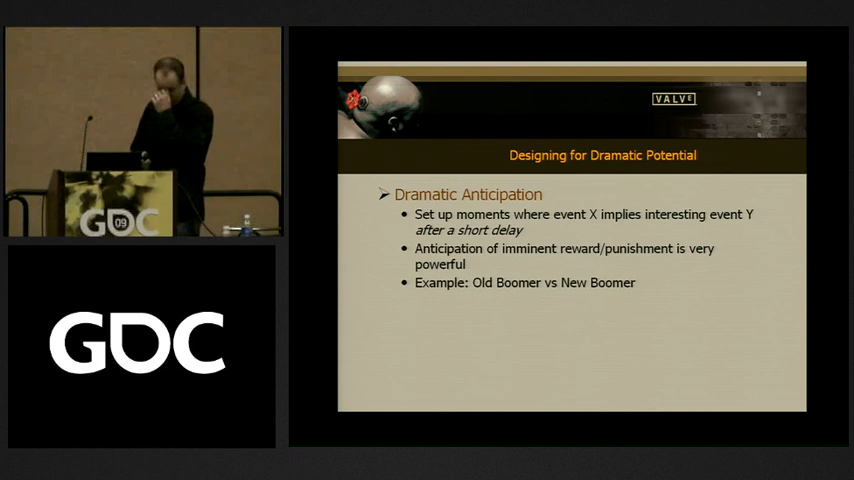 GDC
09
GDC
VALVE
Designing for Dramatic Potential
Dramatic Anticipation
Set up moments where event X implies interesting event Y
after a short delay
Anticipation of imminent reward/punishment is very
powerful
Example: Old Boomer vs New Boomer